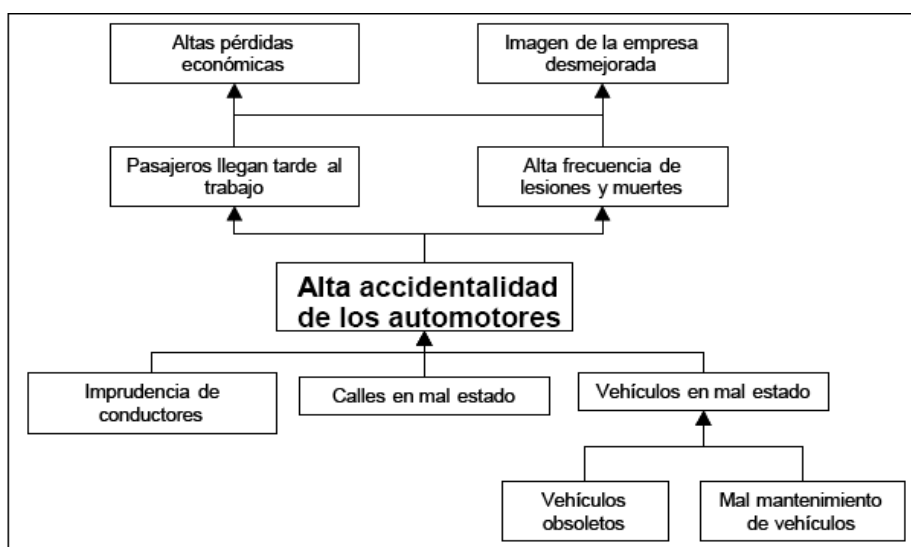 Altas pérdidas
económicas
Imagen de la empresa
desmejorada
Pasajeros llegan tarde al
trabajo
Alta frecuencia de
lesiones y muertes
Alta accidentalidad
de los automotores
Imprudencia de
conductores
Calles en mal estado
Vehículos en mal estado
Vehículos
obsoletos
Mal mantenimiento
de vehículos